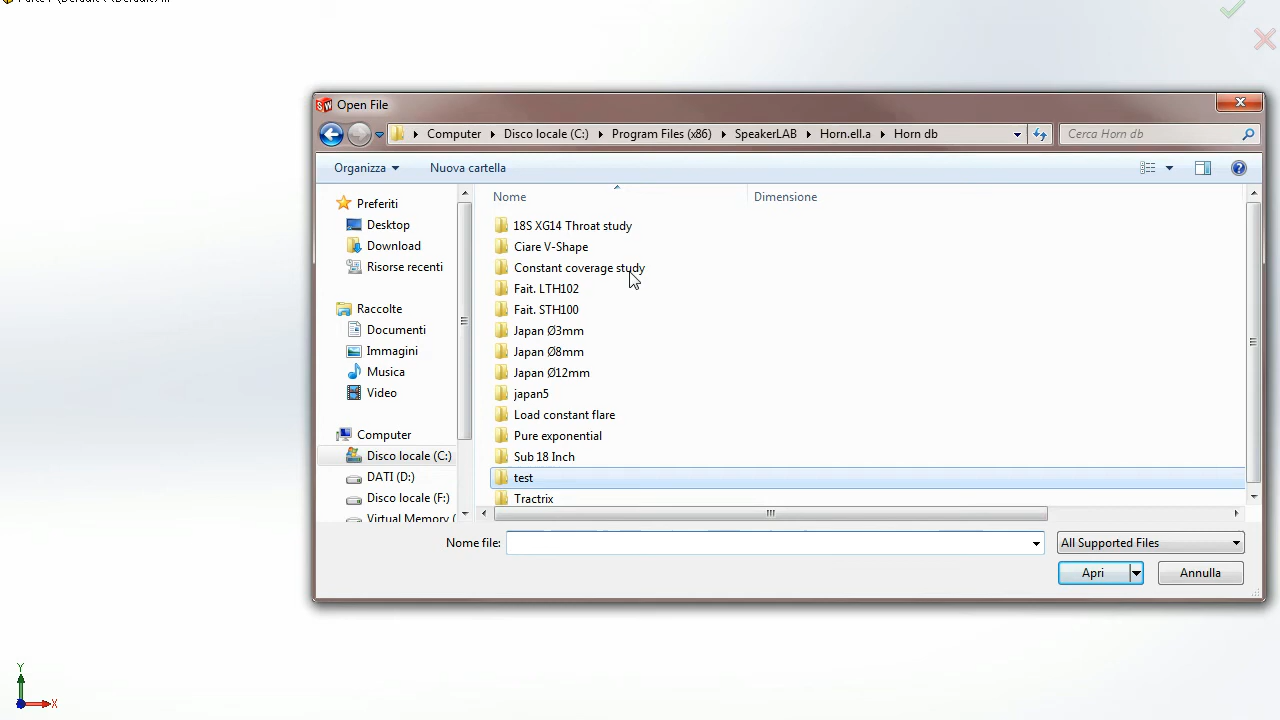 Open File
Computer Disco locale (C:) Program Files (x86) SpeakerLAB Horn.ell.a Horn db
Cerca Horn db
Organizza Nuova cartella
Nome Dimensione
Preferiti
Desktop
Download
Risorse recenti
Raccolte
Documenti
Immagini
Musica
Video
Computer
Disco locale (C:)
DATI (D:)
Disco locale (F:)
Virtual Memory (
18S XG14 Throat study
Ciare V-Shape
Constant coverage study
Fait. LTH102
Fait. STH100
Japan Ø3mm
Japan Ø8mm
Japan Ø12mm
japan5
Load constant flare
Pure exponential
Sub 18 Inch
test
Tractrix
Nome file:
All Supported Files
Apri
Annulla
Y
X